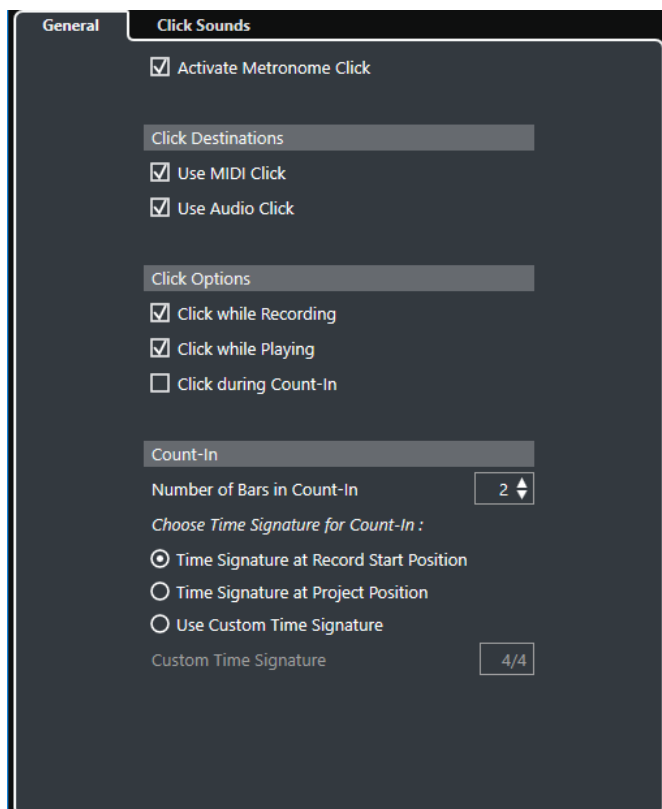 General Click Sounds
Activate Metronome Click
Click Destinations
Use MIDI Click
Use Audio Click
Click Options
Click while Recording
Click while Playing
Click during Count-In
Count-In
Number of Bars in Count-In 2
Choose Time Signature for Count-In :
Time Signature at Record Start Position
Time Signature at Project Position
Use Custom Time Signature
Custom Time Signature 4/4